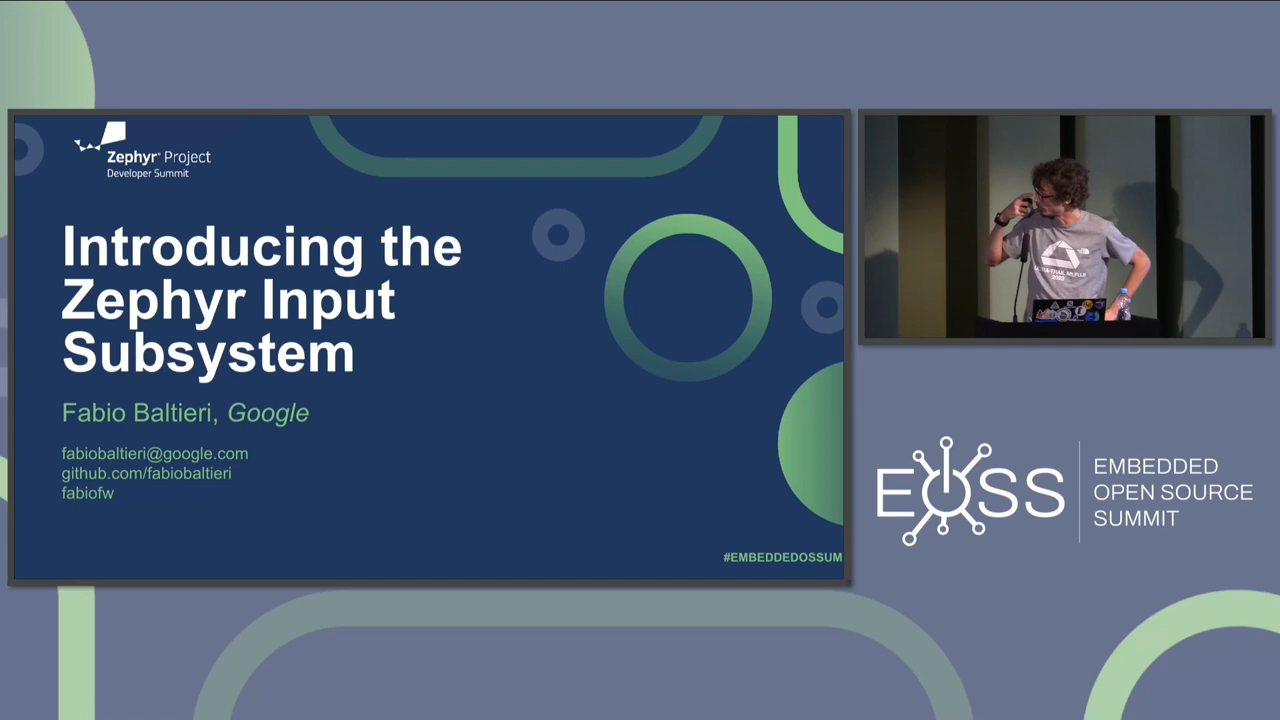 Zephyr® Project
Developer Summit
Introducing the
Zephyr Input
Subsystem
Fabio Baltieri, Google
fabiobaltieri@google.com
github.com/fabiobaltieri
fabiofw
#EMBEDDEDOSSUM
2023
EOSS
EMBEDDED
OPEN SOURCE
SUMMIT